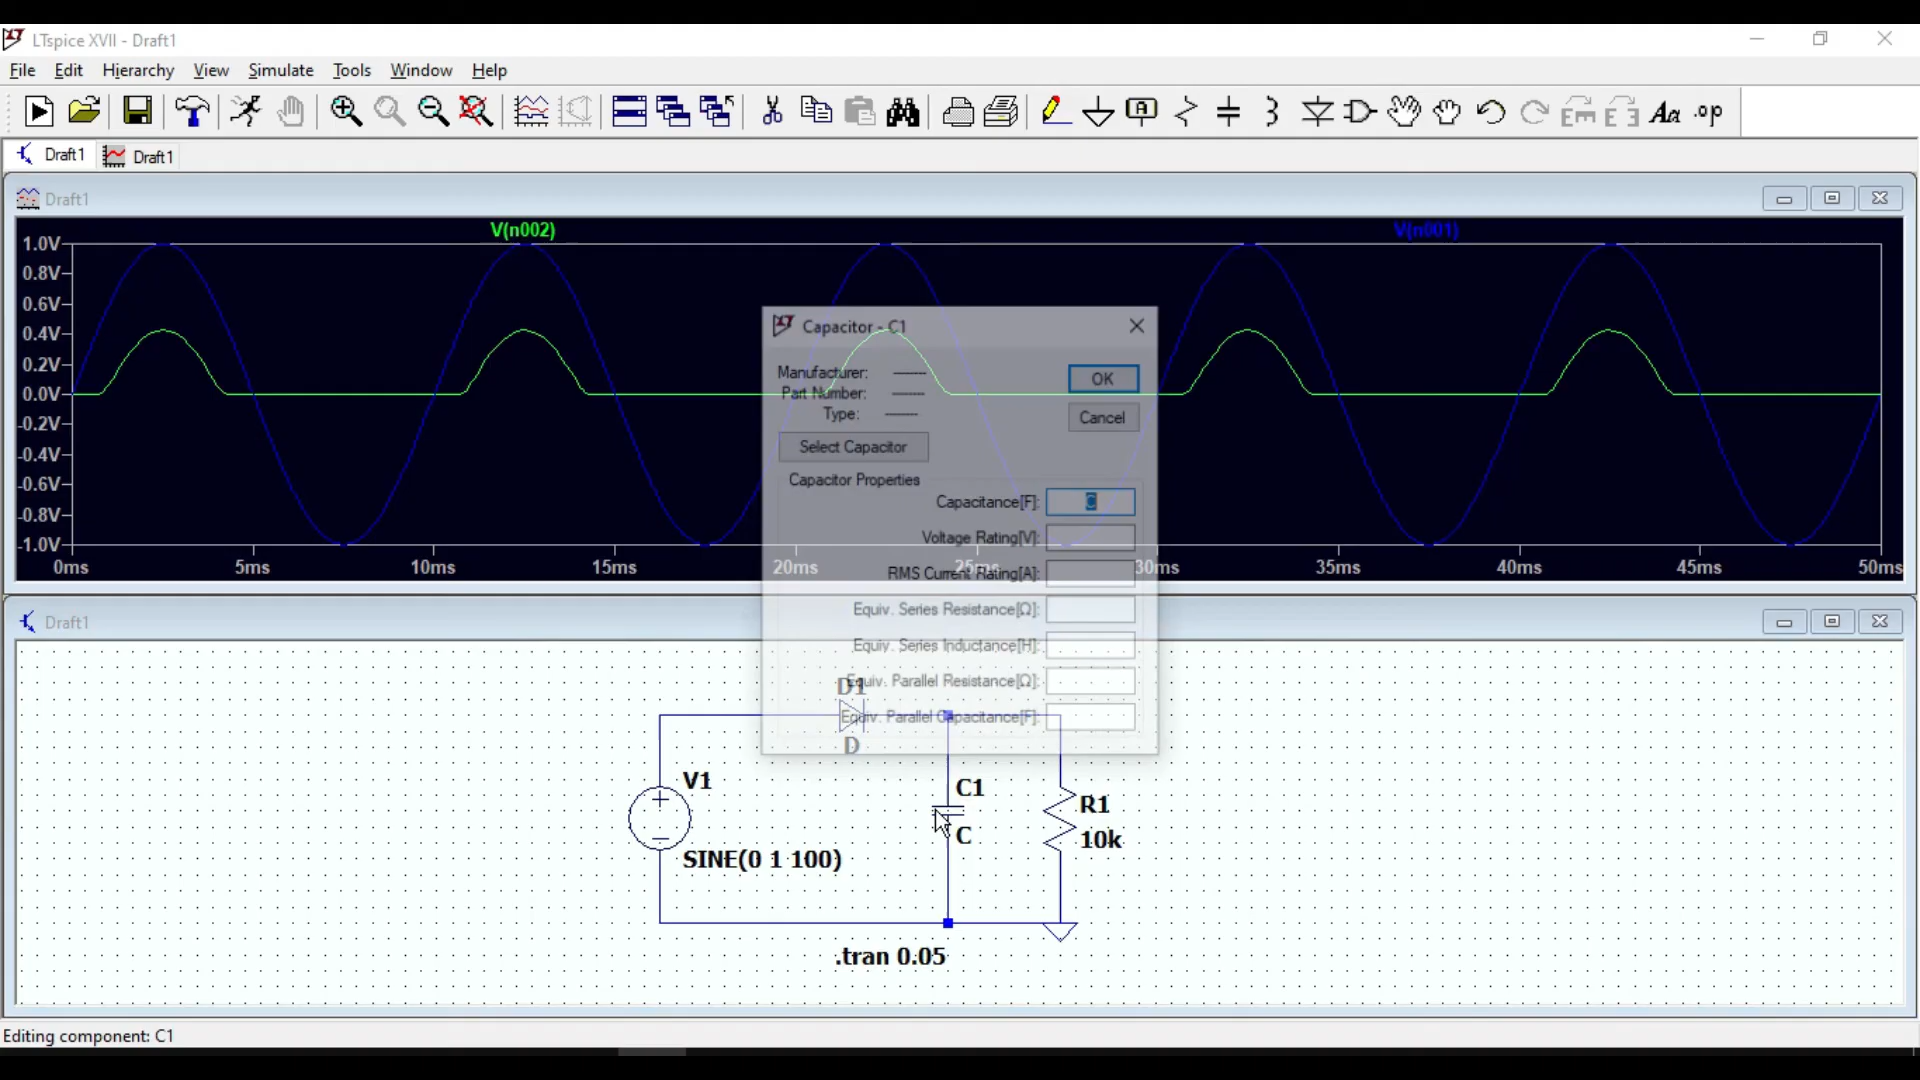 LTspice XVII - Draft1
File Edit Hierarchy View Simulate Tools Window Help
A Aa .op
Draft1 Draft1
Draft1
V(n002) V(n001)
1.0V
0.8V
0.6V
0.4V
0.2V
0.0V
-0.2V
-0.4V
-0.6V
-0.8V
-1.0V
0ms 5ms 10ms 15ms 20ms 25ms 30ms 35ms 40ms 45ms 50ms
Capacitor - C1
Manufacturer: ------
Part Number: ------
Type: ------
OK
Cancel
Select Capacitor
Capacitor Properties
Capacitance[F]: C
Voltage Rating[V]:
RMS Current Rating[A]:
Equiv. Series Resistance[Ω]:
Equiv. Series Inductance[H]:
Equiv. Parallel Resistance[Ω]:
Equiv. Parallel Capacitance[F]:
Draft1
D1
D
V1
SINE(0 1 100)
C1
C
R1
10k
.tran 0.05
Editing component: C1